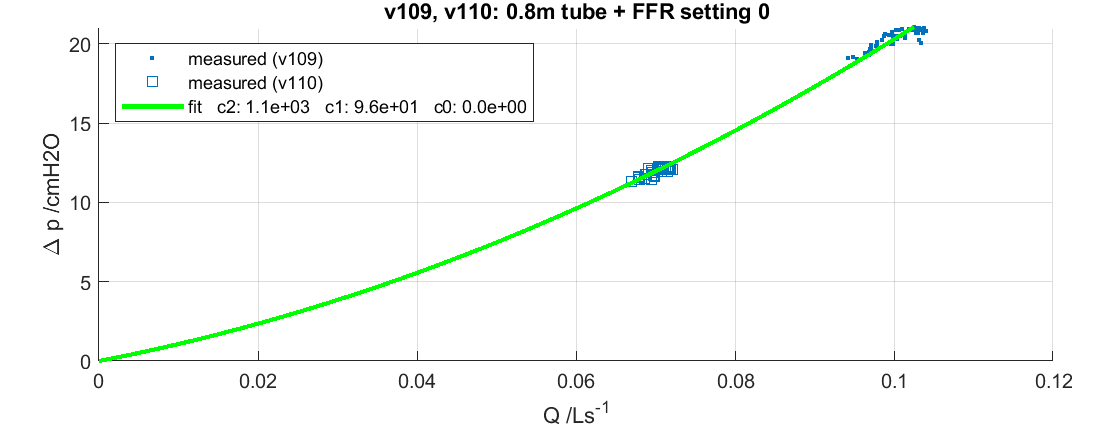 v109, v110: 0.8m tube + FFR setting 0
measured (v109)
measured (v110)
fit c2: 1.1e+03 c1: 9.6e+01 c0: 0.0e+00
20
15
10
5
0
Δ p /cmH2O
0 0.02 0.04 0.06 0.08 0.1 0.12
Q /Ls⁻¹